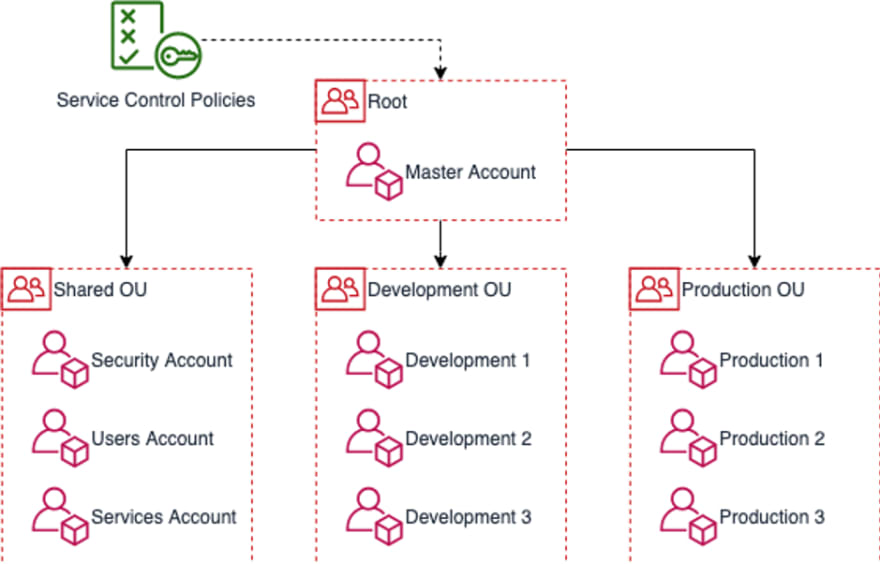 Service Control Policies
Root
Master Account
Shared OU
Development OU
Production OU
Security Account
Development 1
Production 1
Users Account
Development 2
Production 2
Services Account
Development 3
Production 3